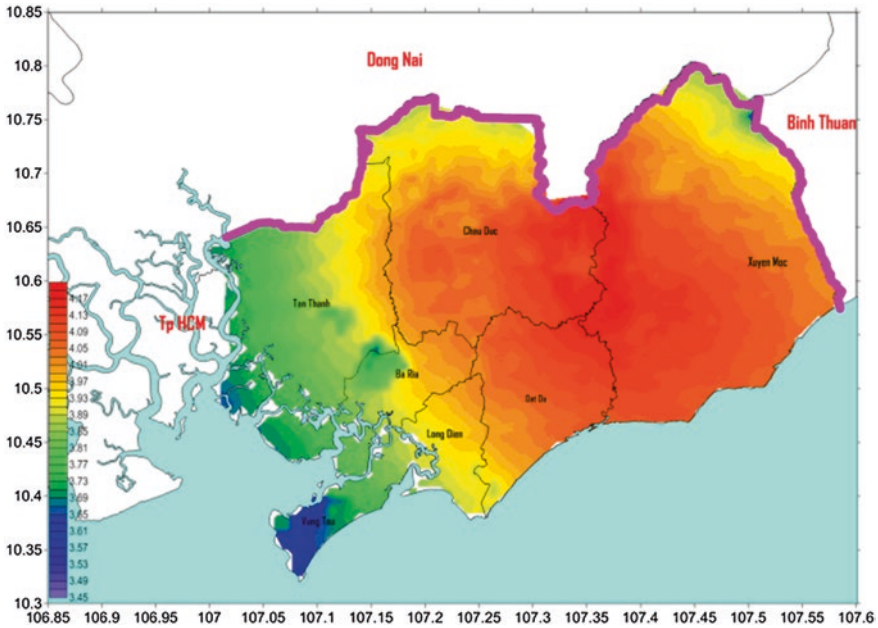 10.85
10.8
10.75
10.7
10.65
10.6
10.55
10.5
10.45
10.4
10.35
10.3
Dong Nai
Binh Thuan
Chau Duc
Xuyen Moc
Tan Thanh
Tp HCM
Ba Ria
Dat Do
Long Dien
Vung Tau
4.17
4.13
4.09
4.05
4.01
3.97
3.93
3.89
3.85
3.81
3.77
3.73
3.69
3.65
3.61
3.57
3.53
3.49
3.45
106.85 106.9 106.95 107 107.05 107.1 107.15 107.2 107.25 107.3 107.35 107.4 107.45 107.5 107.55 107.6